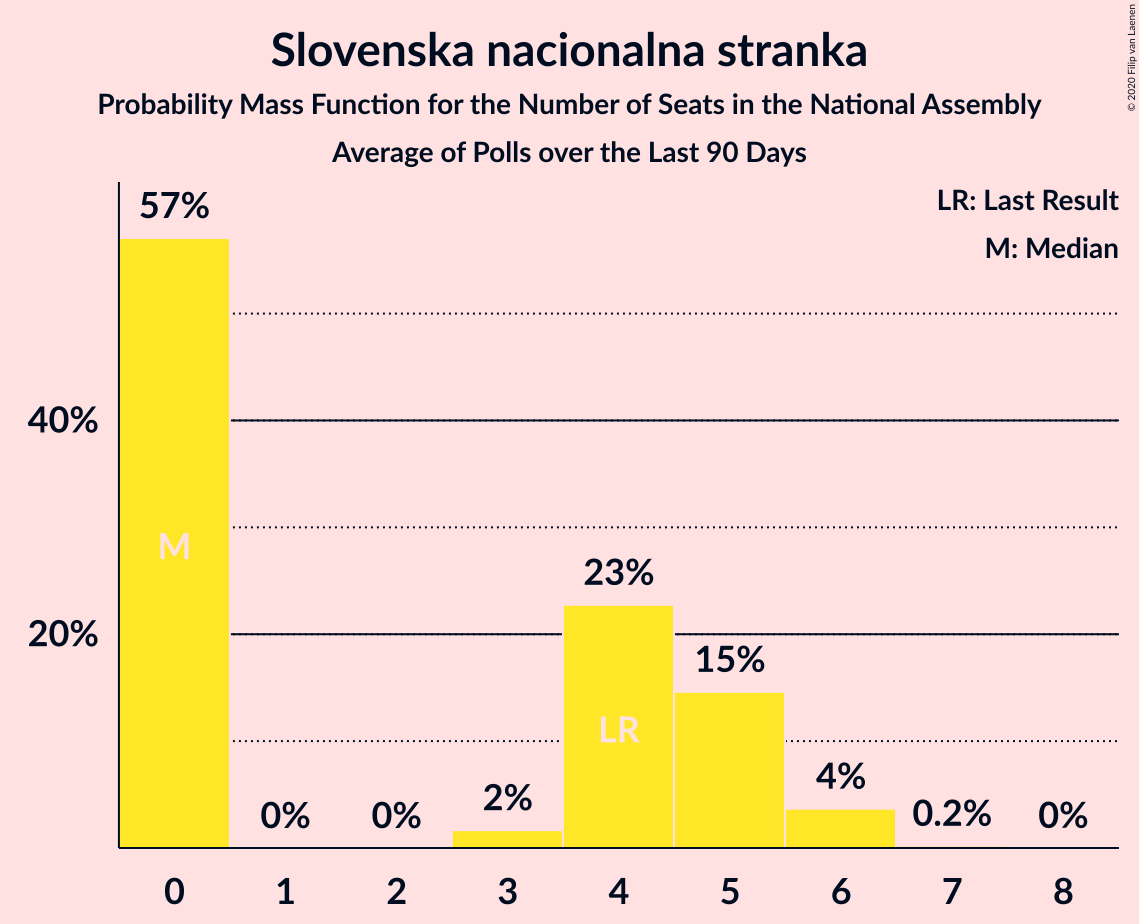 Slovenska nacionalna stranka
Probability Mass Function for the Number of Seats in the National Assembly
Average of Polls over the Last 90 Days
© 2020 Filip van Laenen
LR: Last Result
M: Median
57%
40%
M
23%
20%
15%
LR
4%
2%
0%
0%
0.2%
0%
0 1 2 3 4 5 6 7 8